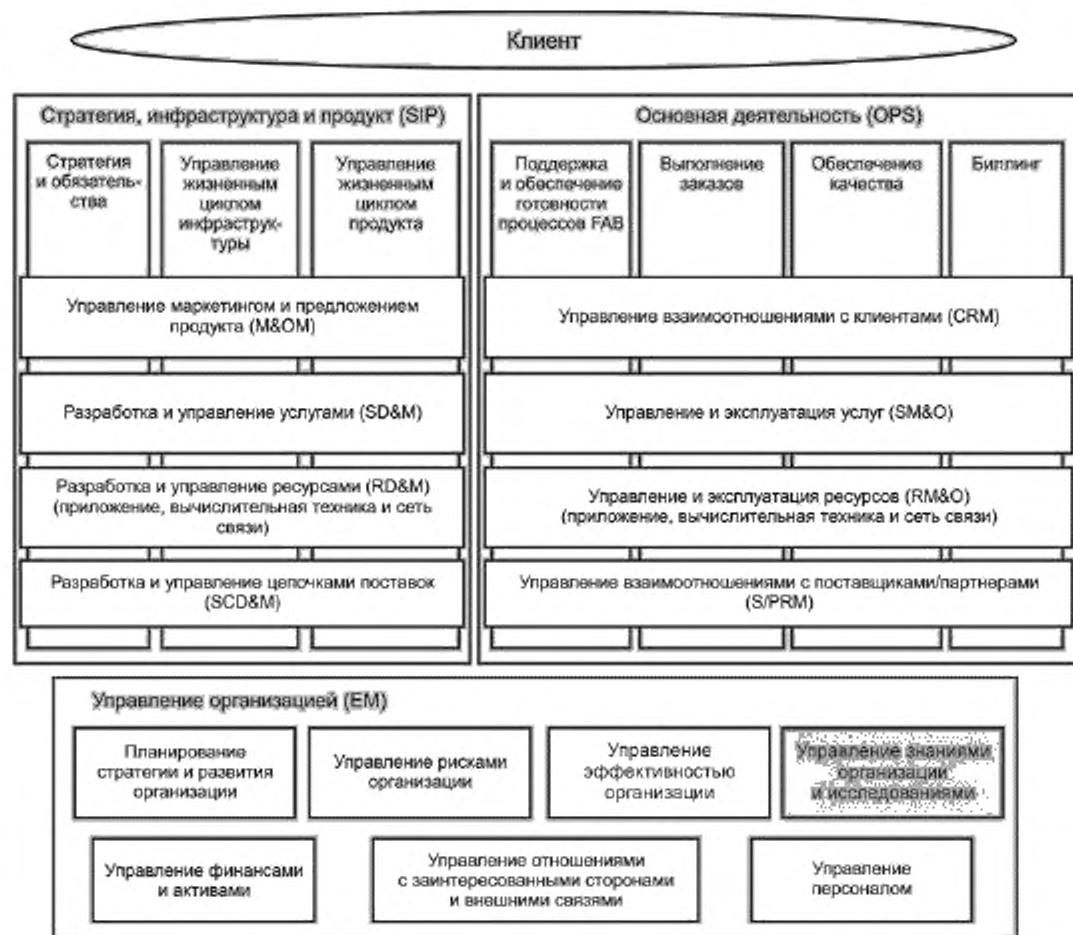 Клиент
Стратегия, инфраструктура и продукт (SIP)
Стратегия
и обязатель-
ства
Управление
жизненным
циклом
инфраструк-
туры
Управление
жизненным
циклом
продукта
Управление маркетингом и предложением
продукта (M&OM)
Разработка и управление услугами (SD&M)
Разработка и управление ресурсами (RD&M)
(приложение, вычислительная техника и сеть
связи)
Разработка и управление цепочками поставок
(SCD&M)
Основная деятельность (OPS)
Поддержка
и обеспечение
готовности
процессов FAB
Выполнение
заказов
Обеспечение
качества
Биллинг
Управление взаимоотношениями с клиентами (CRM)
Управление и эксплуатация услуг (SM&O)
Управление и эксплуатация ресурсов (RM&O)
(приложение, вычислительная техника и сеть связи)
Управление взаимоотношениями с поставщиками/партнерами
(S/PRM)
Управление организацией (EM)
Планирование
стратегии и развития
организации
Управление рисками
организации
Управление
эффективностью
организации
Управление знаниями
организации
и исследованиями
Управление финансами
и активами
Управление отношениями
с заинтересованными сторонами
и внешними связями
Управление
персоналом